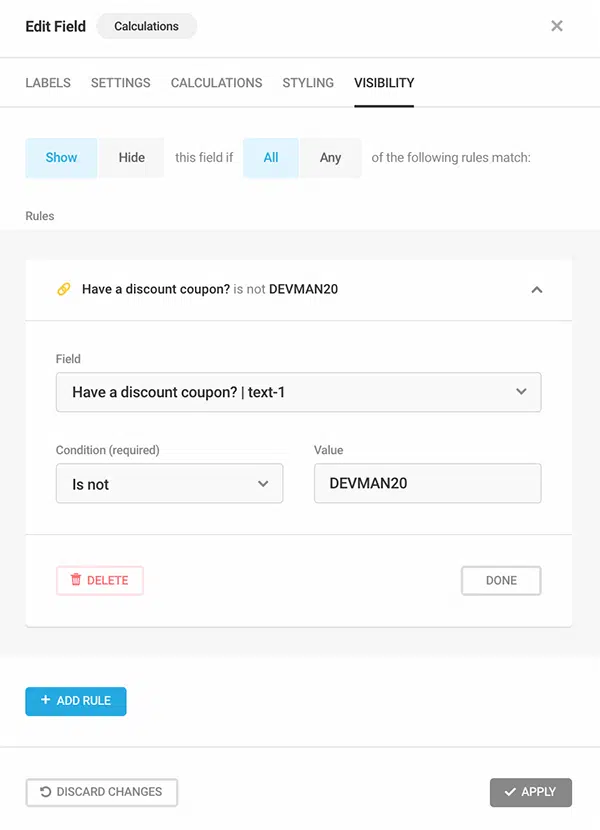 Edit Field Calculations
LABELS SETTINGS CALCULATIONS STYLING VISIBILITY
Show Hide this field if All Any of the following rules match:
Rules
Have a discount coupon? is not DEVMAN20
Field
Have a discount coupon? | text-1
Condition (required) Value
Is not DEVMAN20
DELETE DONE
+ ADD RULE
DISCARD CHANGES APPLY